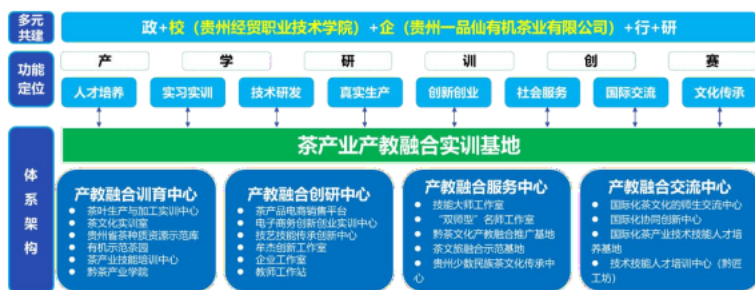 多元共建
政+校（贵州经贸职业技术学院）+企（贵州一品仙有机茶业有限公司）+行+研
功能定位
产 学 研 训 创 赛
人才培养 实习实训 技术研发 真实生产 创新创业 社会服务 国际交流 文化传承
茶产业产教融合实训基地
体系架构
产教融合训育中心
● 茶叶生产与加工实训中心
● 茶文化实训室
● 贵州省茶种质资源示范库
● 有机示范茶园
● 茶产业技能培训中心
● 黔茶产业学院
产教融合创研中心
● 茶产品电商销售平台
● 电子商务创新创业实训中心
● 技艺技能传承创新中心
● 牟杰创新工作室
● 企业工作室
● 教师工作站
产教融合服务中心
● 技能大师工作室
● “双师型”名师工作室
● 黔茶文化产教融合推广基地
● 茶文旅融合示范基地
● 贵州少数民族茶文化传承中
心
产教融合交流中心
● 国际化茶文化的师生交流中心
● 国际化协同创新中心
● 国际化茶产业技术技能人才培
养基地
● 技术技能人才培训中心（黔匠
工坊）